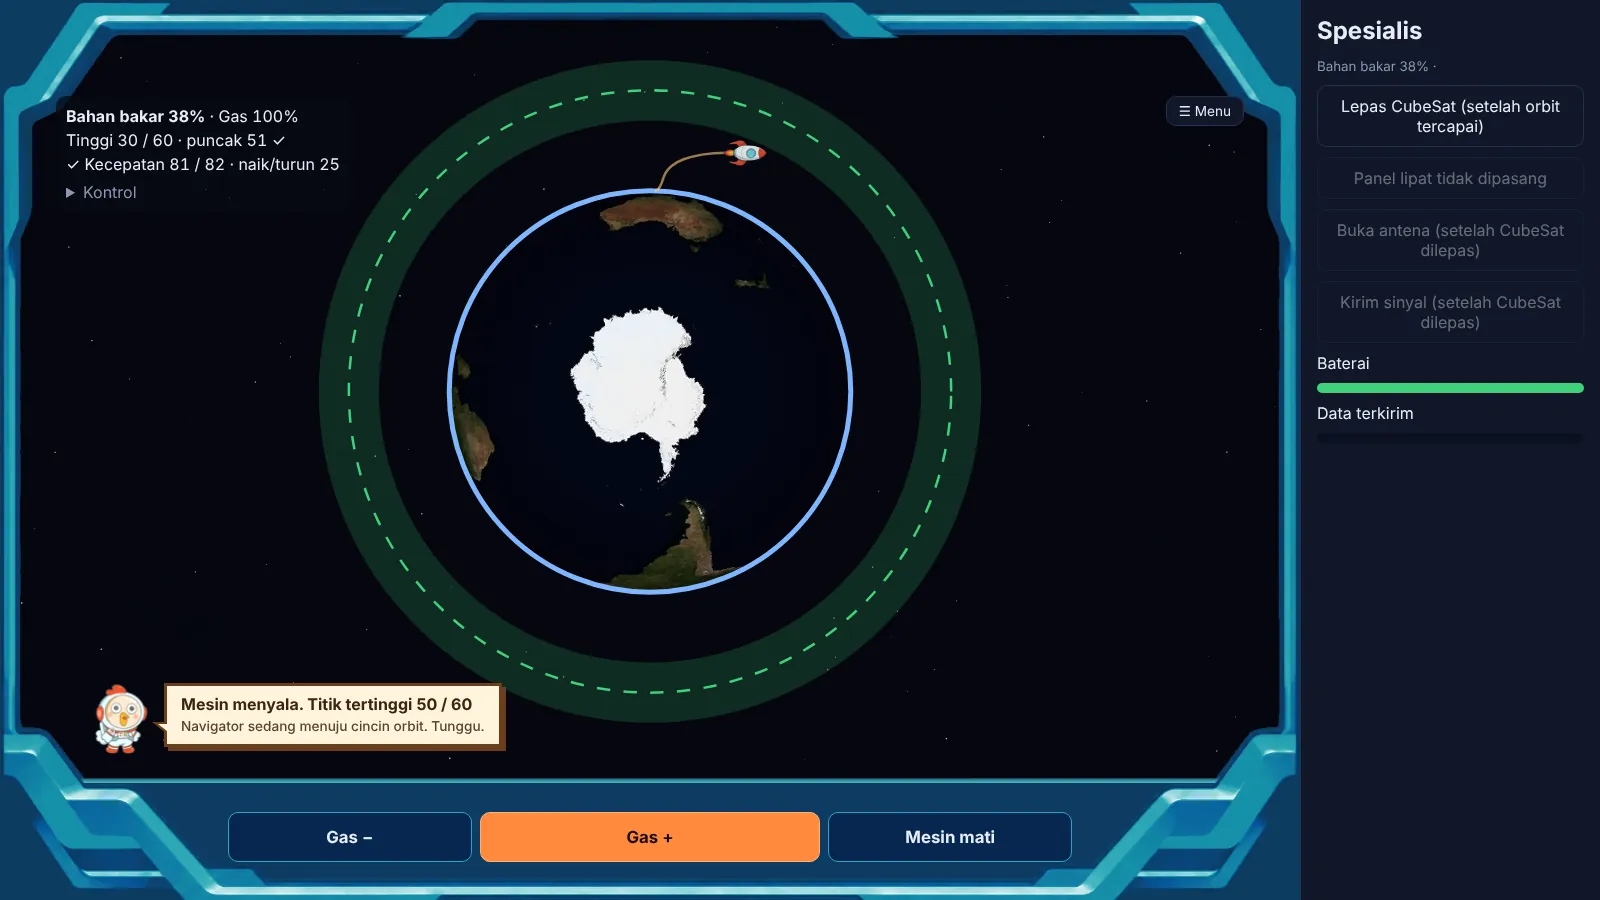 Bahan bakar 38% · Gas 100%
Tinggi 30 / 60 · puncak 51 ✓
✓ Kecepatan 81 / 82 · naik/turun 25
▶ Kontrol
☰ Menu
Mesin menyala. Titik tertinggi 50 / 60
Navigator sedang menuju cincin orbit. Tunggu.
Gas −
Gas +
Mesin mati
Spesialis
Bahan bakar 38% ·
Lepas CubeSat (setelah orbit
tercapai)
Panel lipat tidak dipasang
Buka antena (setelah CubeSat
dilepas)
Kirim sinyal (setelah CubeSat
dilepas)
Baterai
Data terkirim